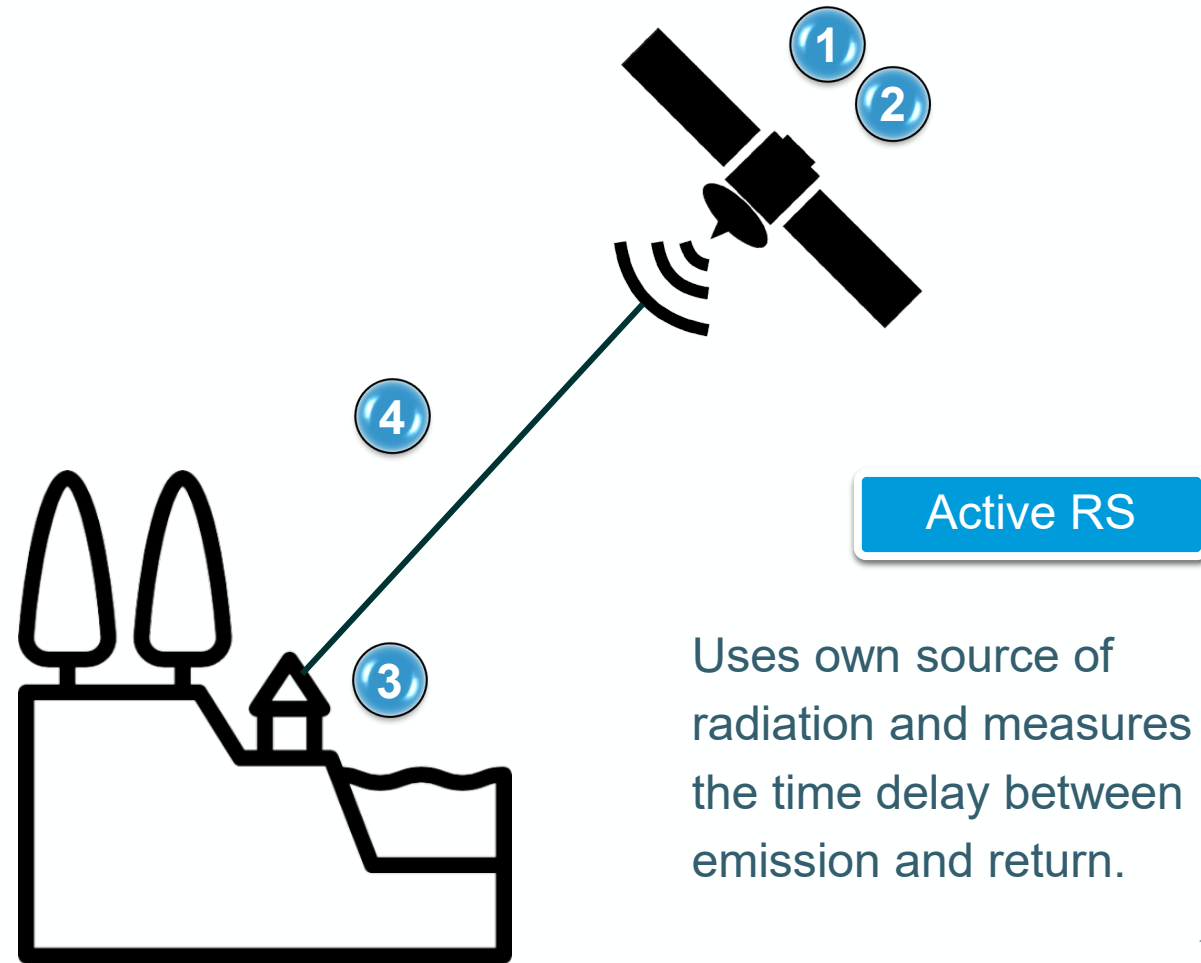 1
2
4
Active RS
3
Uses own source of
radiation and measures
the time delay between
emission and return.